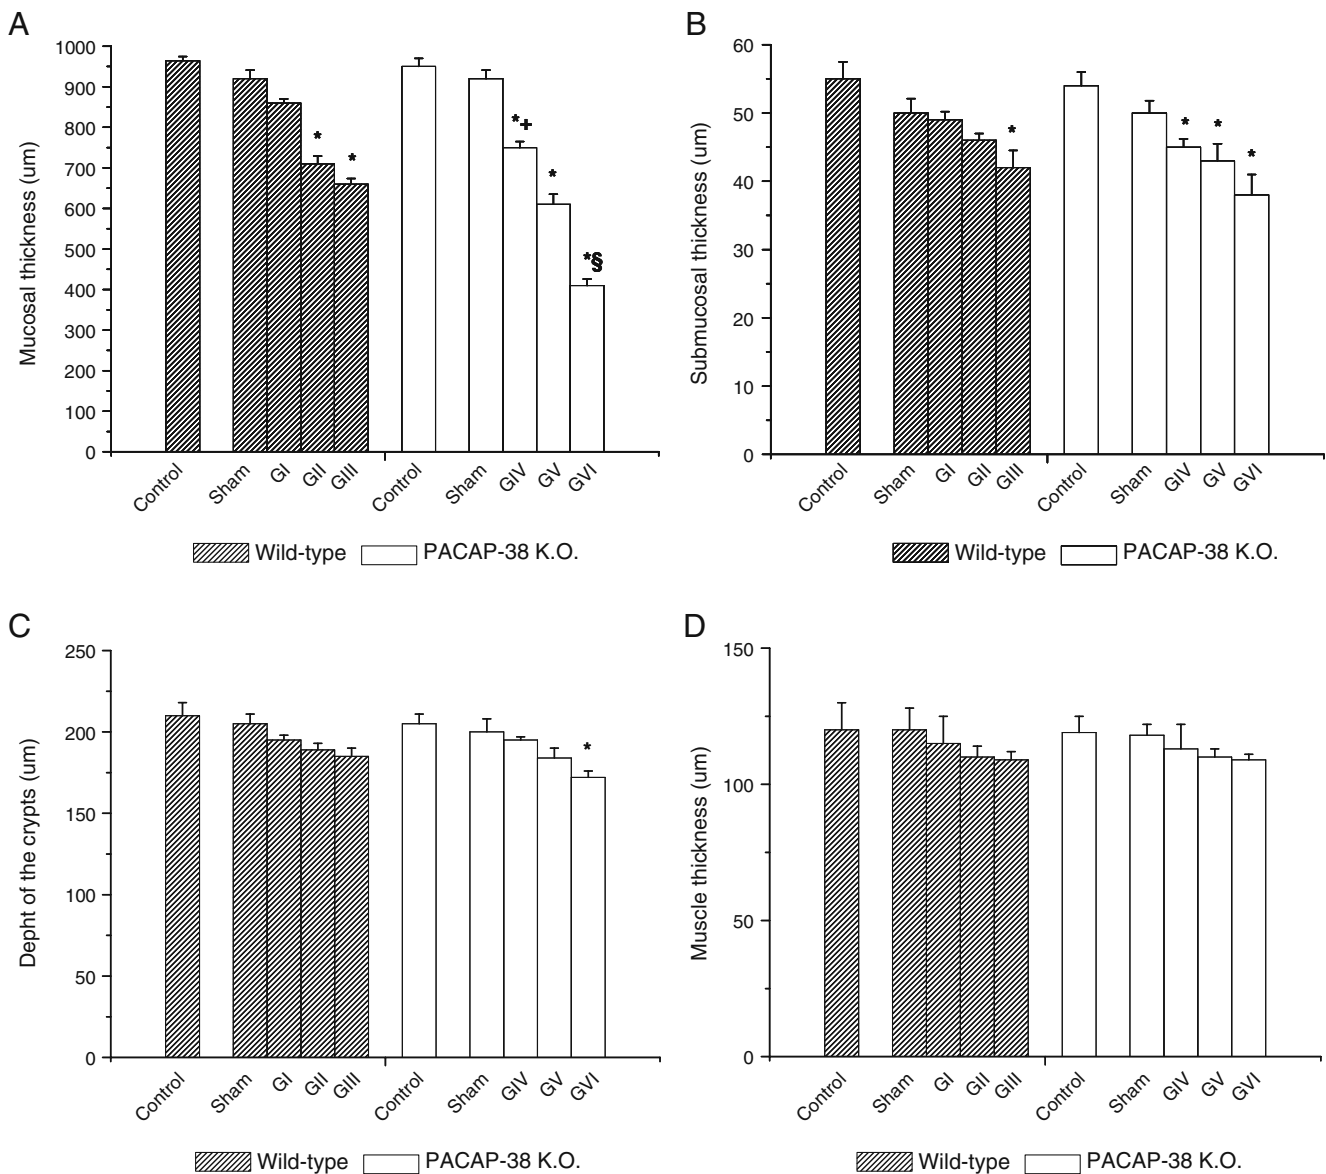 A
Mucosal thickness (um)
1000
900
800
700
600
500
400
300
200
100
0
*
*
*+
*
*§
Control
Sham
GI
GII
GIII
Control
Sham
GIV
GV
GVI
Wild-type
PACAP-38 K.O.
B
Submucosal thickness (um)
60
50
40
30
20
10
0
*
*
*
*
Control
Sham
GI
GII
GIII
Control
Sham
GIV
GV
GVI
Wild-type
PACAP-38 K.O.
C
Depht of the crypts (um)
250
200
150
100
50
0
*
Control
Sham
GI
GII
GIII
Control
Sham
GIV
GV
GVI
Wild-type
PACAP-38 K.O.
D
Muscle thickness (um)
150
100
50
0
Control
Sham
GI
GII
GIII
Control
Sham
GIV
GV
GVI
Wild-type
PACAP-38 K.O.